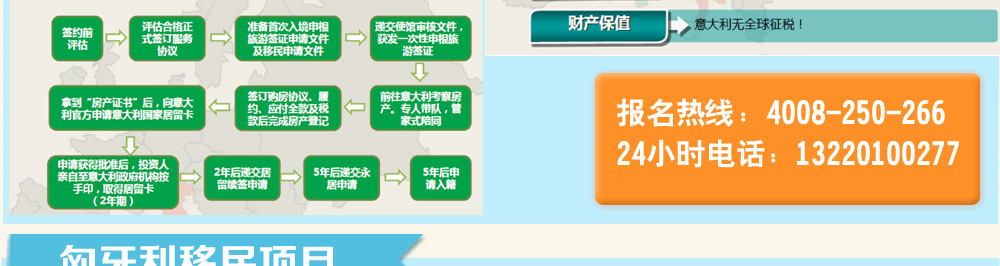 签约前
评估
评估合格正
式签订服务
协议
准备首次入境申根
旅游签证申请文件
及移民申请文件
递交使馆审核文件，
获发一次性申根旅
游签证
拿到“房产证书”后，向意大
利官方申请意大利国家居留卡
签订购房协议、履
约、应付全款及税
款后完成房产登记
前往意大利考察房
产。专人带队，管
家式陪同
申请获得批准后，投资人
亲自至意大利政府机构按
手印，取得居留卡
（2年期）
2年后递交居
留续签申请
5年后递交永
居申请
5年后申
请入籍
财产保值
意大利无全球征税！
报名热线：4008-250-266
24小时电话：13220100277
匈牙利移民项目